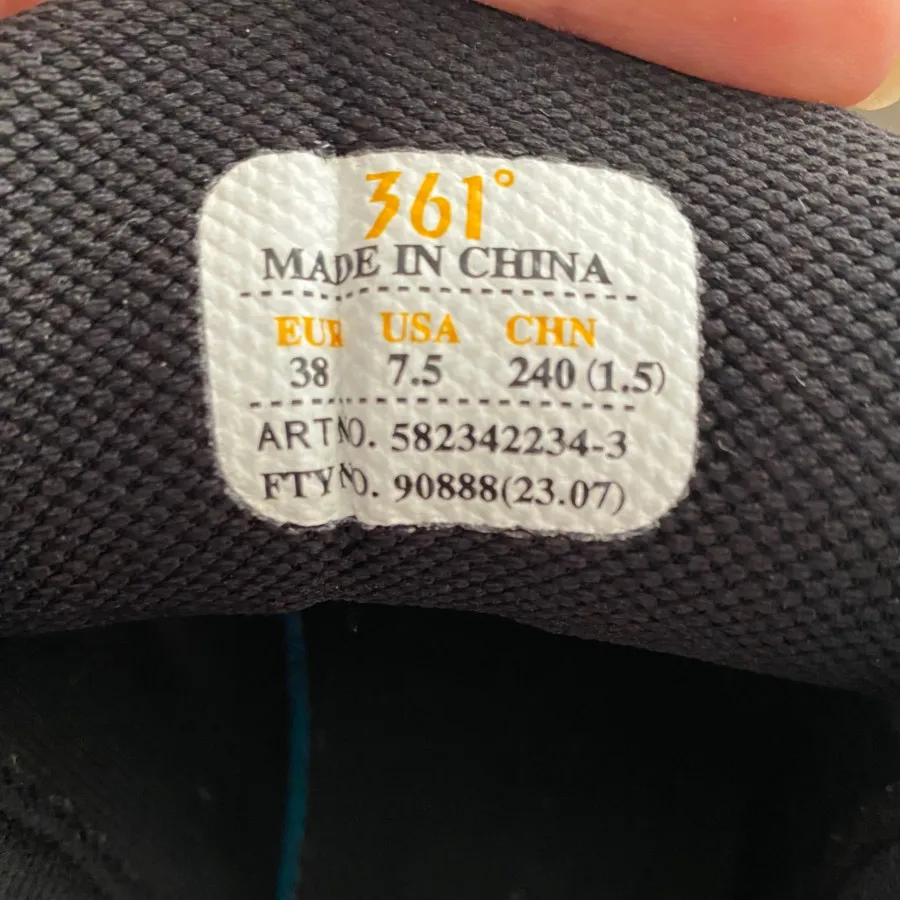 361°
MADE IN CHINA
EUR USA CHN
38 7.5 240 (1.5)
ART NO. 582342234-3
FTY NO. 90888(23.07)